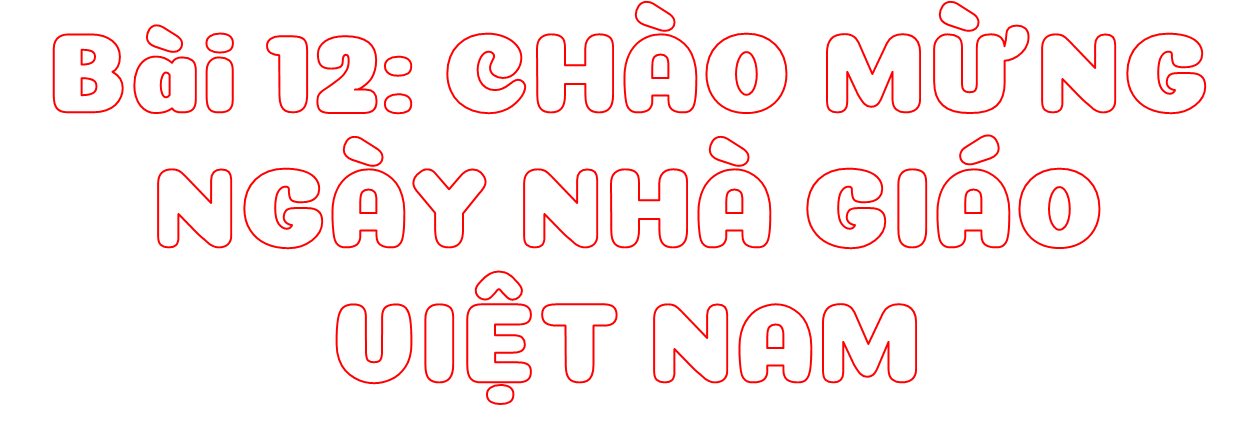 Bài 12: CHÀO MỪNG
NGÀY NHÀ GIÁO
VIỆT NAM